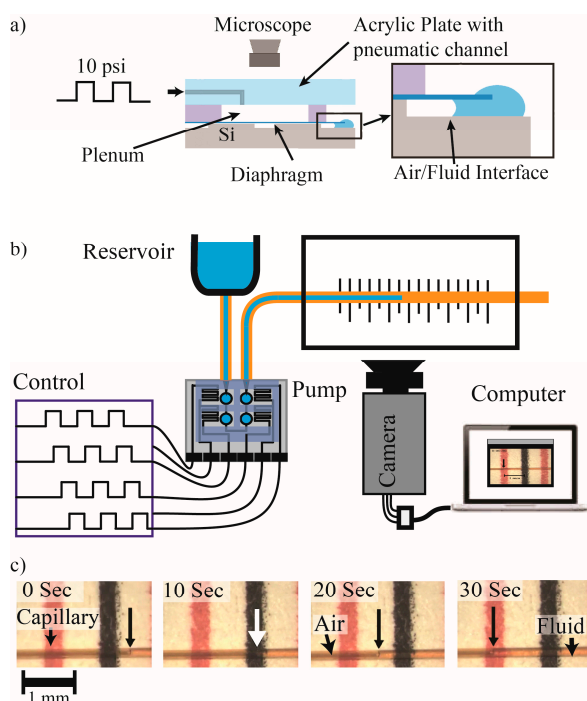 a)
Microscope
Acrylic Plate with
pneumatic channel
10 psi
Si
Plenum
Diaphragm
Air/Fluid Interface
b)
Reservoir
Control
Pump
Camera
Computer
c)
0 Sec
10 Sec
20 Sec
30 Sec
Capillary
Air
Fluid
1 mm